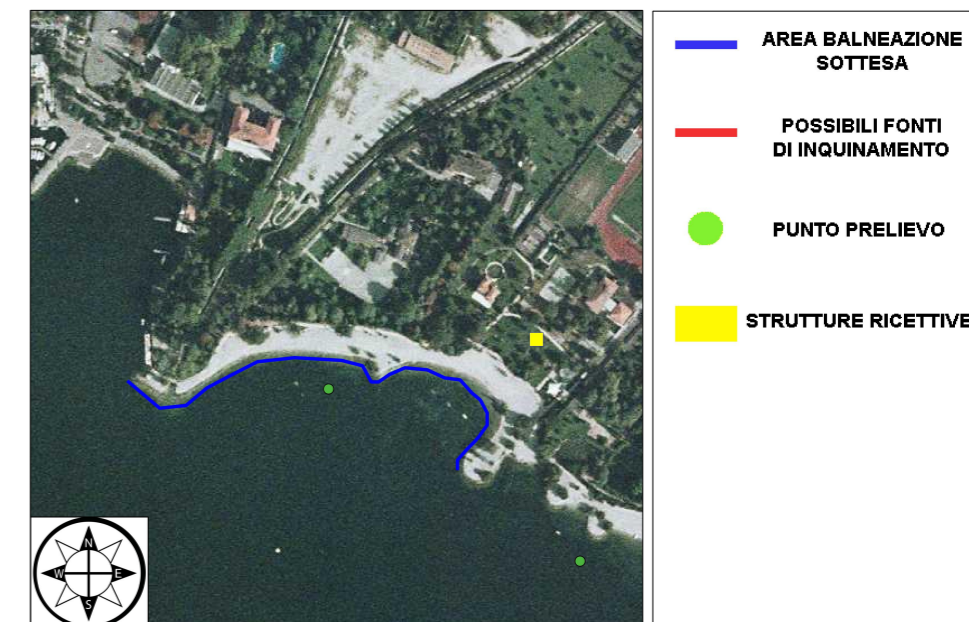 AREA BALNEAZIONE
SOTTESA
POSSIBILI FONTI
DI INQUINAMENTO
PUNTO PRELIEVO
STRUTTURE RICETTIVE
N
W E
S